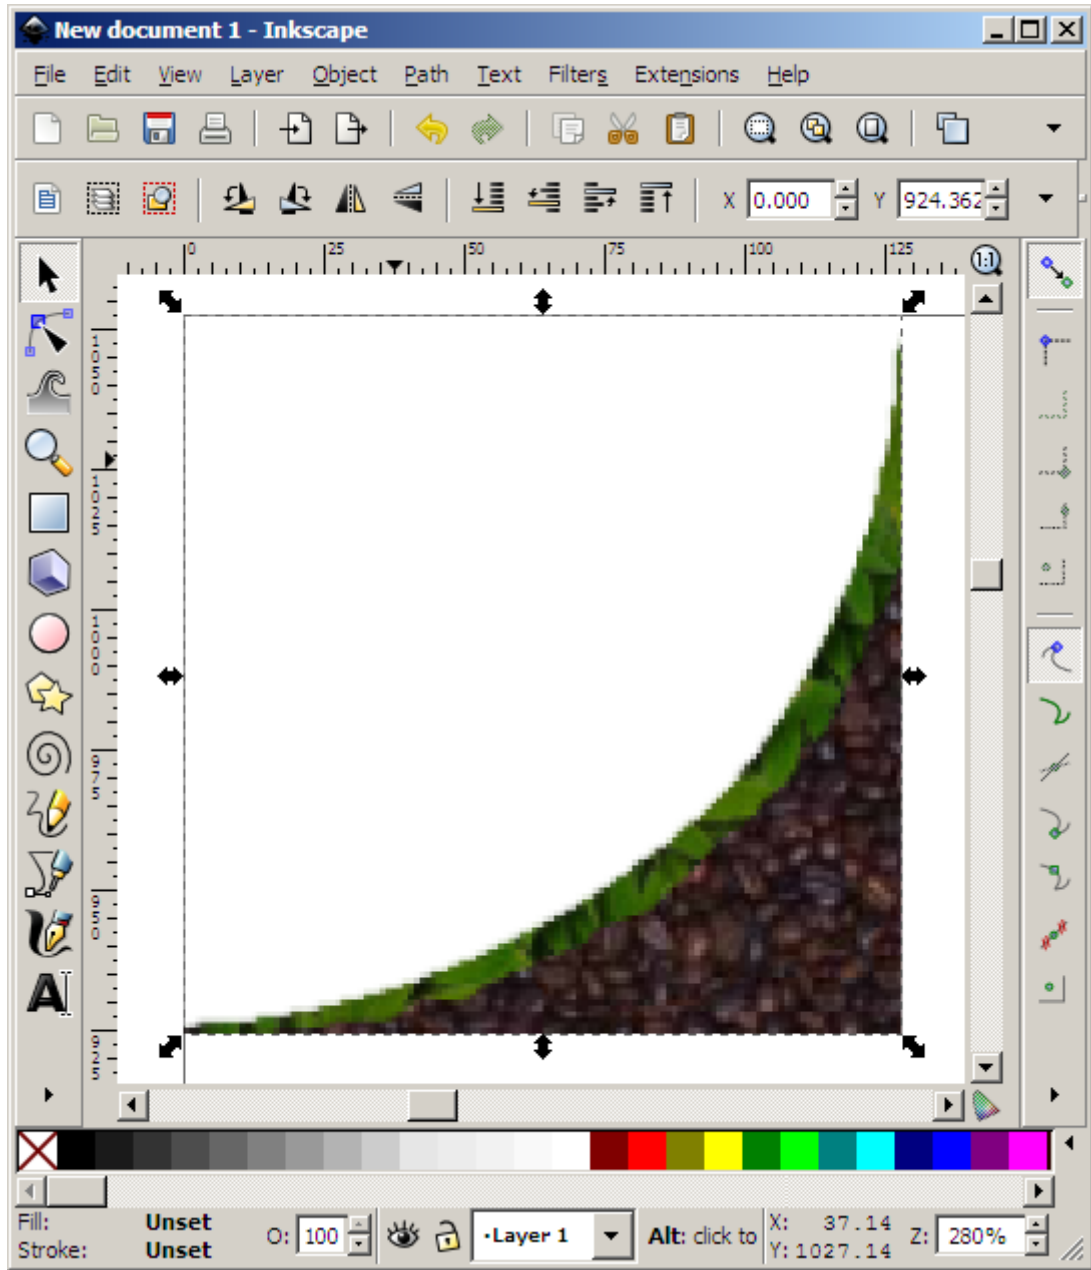 New document 1 - Inkscape
File Edit View Layer Object Path Text Filters Extensions Help
X 0.000 Y 924.362
0 25 50 75 100 125 1:1
1050
1025
1000
975
950
925
A
Fill: Unset
Stroke: Unset
O: 100
·Layer 1
Alt: click to
X: 37.14
Y: 1027.14
Z: 280%